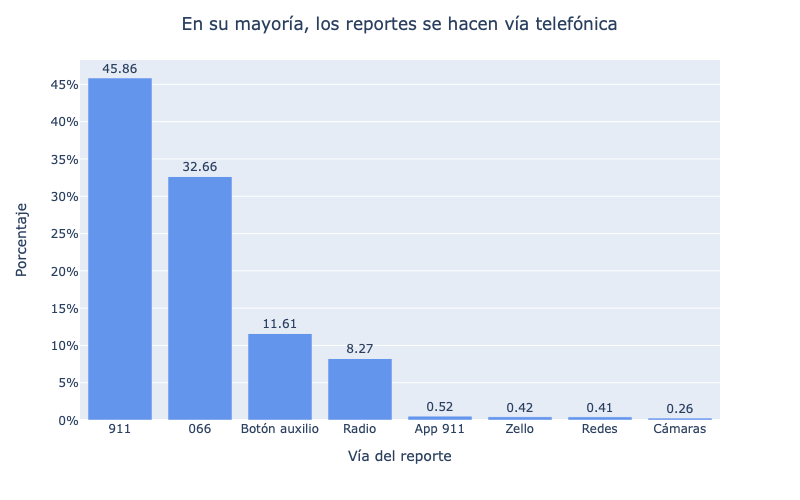 En su mayoría, los reportes se hacen vía telefónica
45.86
45%
40%
35%
32.66
30%
25%
20%
15%
11.61
10%
8.27
5%
0.52
0.42
0.41
0.26
0%
911
066
Botón auxilio
Radio
App 911
Zello
Redes
Cámaras
Porcentaje
Vía del reporte